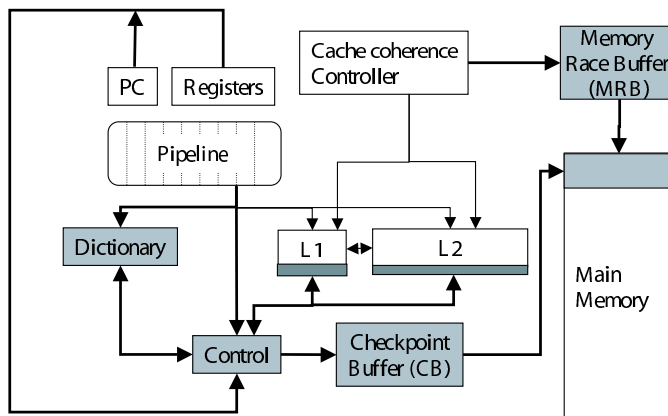 Cache coherence
Controller
Memory
Race Buffer
(MRB)
PC
Registers
Pipeline
Dictionary
L1
L2
Main
Memory
Control
Checkpoint
Buffer (CB)